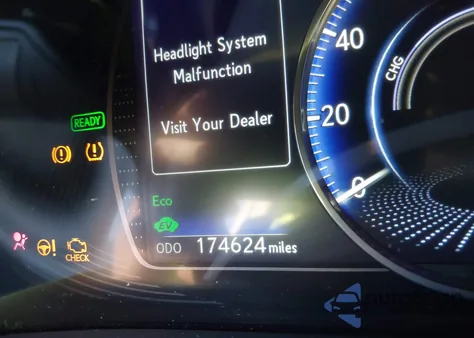 Headlight System
Malfunction
Visit Your Dealer
40
CHG
20
0
READY
Eco
EV
ODO 174624 miles
CHECK